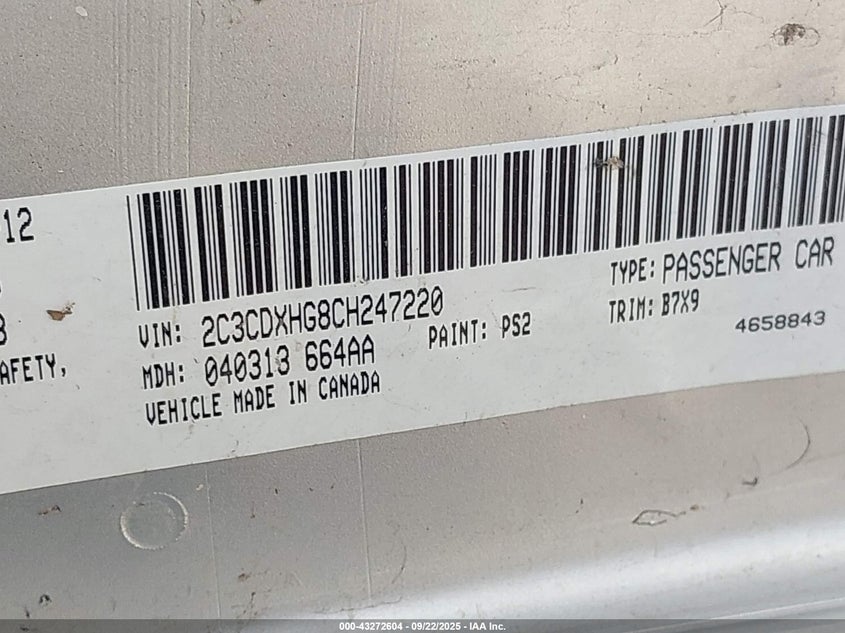 12
3
AFETY,
VIN: 2C3CDXHG8CH247220
TYPE: PASSENGER CAR
MDH: 040313 664AA
PAINT: PS2
TRIM: B7X9
VEHICLE MADE IN CANADA
4658843
000-43272604 - 09/22/2025 - IAA Inc.